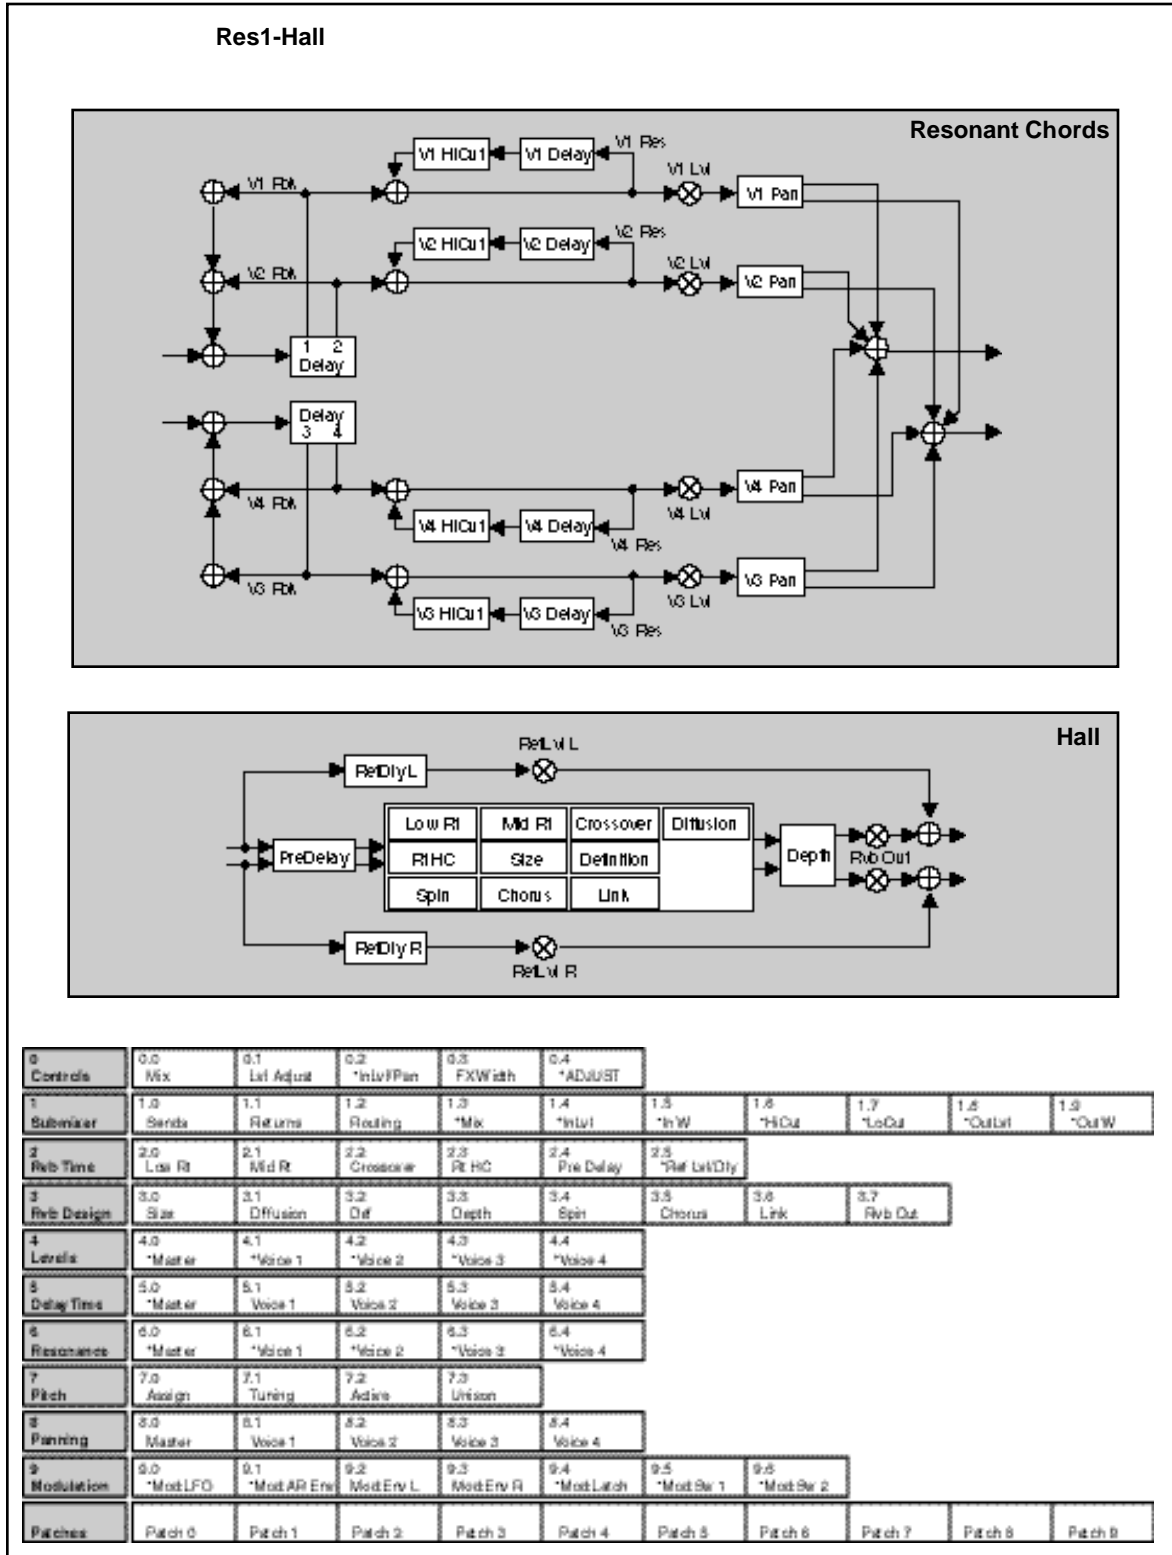 Res1-Hall
Resonant Chords
V1 Res
V1 HiCut
V1 Delay
V1 Lvl
V1 Fbk
V1 Pan
V2 Res
V2 HiCut
V2 Delay
V2 Lvl
V2 Fbk
V2 Pan
1 2
Delay
Delay
3 4
V4 Fbk
V4 Lvl
V4 Pan
V4 HiCut
V4 Delay
V4 Res
V3 Fbk
V3 Lvl
V3 Pan
V3 HiCut
V3 Delay
V3 Res
Hall
RefLvl L
RefDlyL
Low Rt Mid Rt Crossover Diffusion
PreDelay
RtHC Size Definition
Depth
Rvb Out
Spin Chorus Link
RefDly R
RefLvl R
0 0.0 0.1 0.2 0.3 0.4
Controls Mix Lvl Adjust *InLvl/Pan FXWidth *ADJUST
1 1.0 1.1 1.2 1.3 1.4 1.5 1.6 1.7 1.8 1.9
Submixer Sends Returns Routing *Mix *InLvl *InW *HiCut *LoCut *OutLvl *OutW
2 2.0 2.1 2.2 2.3 2.4 2.5
Rvb Time Low Rt Mid Rt Crossover Rt HC Pre Delay *Ref Lvl/Dly
3 3.0 3.1 3.2 3.3 3.4 3.5 3.6 3.7
Rvb Design Size Diffusion Def Depth Spin Chorus Link Rvb Out
4 4.0 4.1 4.2 4.3 4.4
Levels *Master *Voice 1 *Voice 2 *Voice 3 *Voice 4
5 5.0 5.1 5.2 5.3 5.4
Delay Time *Master Voice 1 Voice 2 Voice 3 Voice 4
6 6.0 6.1 6.2 6.3 6.4
Resonance *Master *Voice 1 *Voice 2 *Voice 3 *Voice 4
7 7.0 7.1 7.2 7.3
Pitch Assign Tuning Active Unison
8 8.0 8.1 8.2 8.3 8.4
Panning Master Voice 1 Voice 2 Voice 3 Voice 4
9 9.0 9.1 9.2 9.3 9.4 9.5 9.6
Modulation *Mod:LFO *Mod:AR Env Mod:Env L Mod:Env R *Mod:Latch *Mod:Sw 1 *Mod:Sw 2
Patches Patch 0 Patch 1 Patch 2 Patch 3 Patch 4 Patch 5 Patch 6 Patch 7 Patch 8 Patch 9